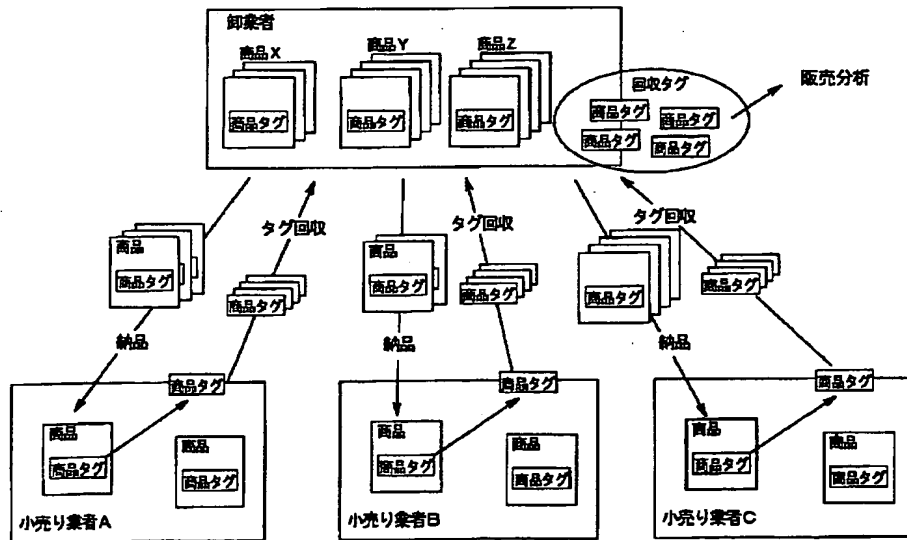 卸業者
商品X
商品Y
商品Z
商品タグ
商品タグ
商品タグ
回収タグ
商品タグ
商品タグ
商品タグ
商品タグ
販売分析
商品
商品タグ
納品
タグ回収
商品タグ
商品
商品タグ
納品
タグ回収
商品タグ
商品タグ
納品
タグ回収
商品タグ
商品タグ
商品
商品タグ
商品
商品タグ
小売り業者A
商品タグ
商品
商品タグ
商品
商品タグ
小売り業者B
商品タグ
商品
商品タグ
商品
商品タグ
小売り業者C